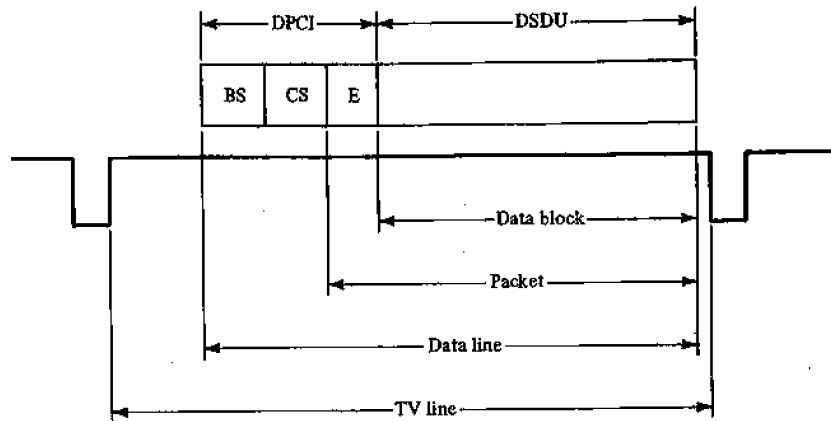 DPCI DSDU
BS CS E
Data block
Packet
Data line
TV line